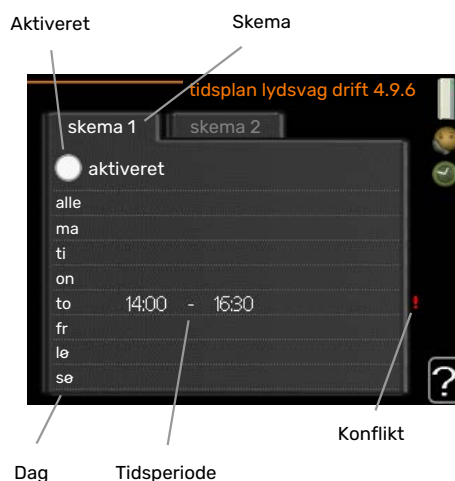 Aktiveret
Skema
tidsplan lydsvag drift 4.9.6
skema 1
skema 2
aktiveret
alle
ma
ti
on
to 14:00 - 16:30
fr
lø
sø
!
?
Konflikt
Dag
Tidsperiode